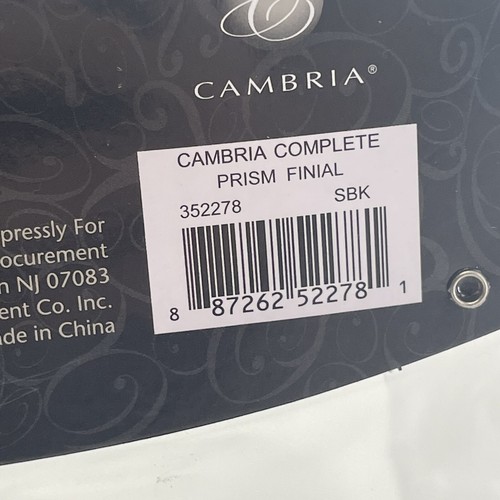 CAMBRIA®
CAMBRIA COMPLETE
PRISM FINIAL
352278 SBK
8 87262 52278 1
pressly For
ocurement
n NJ 07083
ent Co. Inc.
de in China